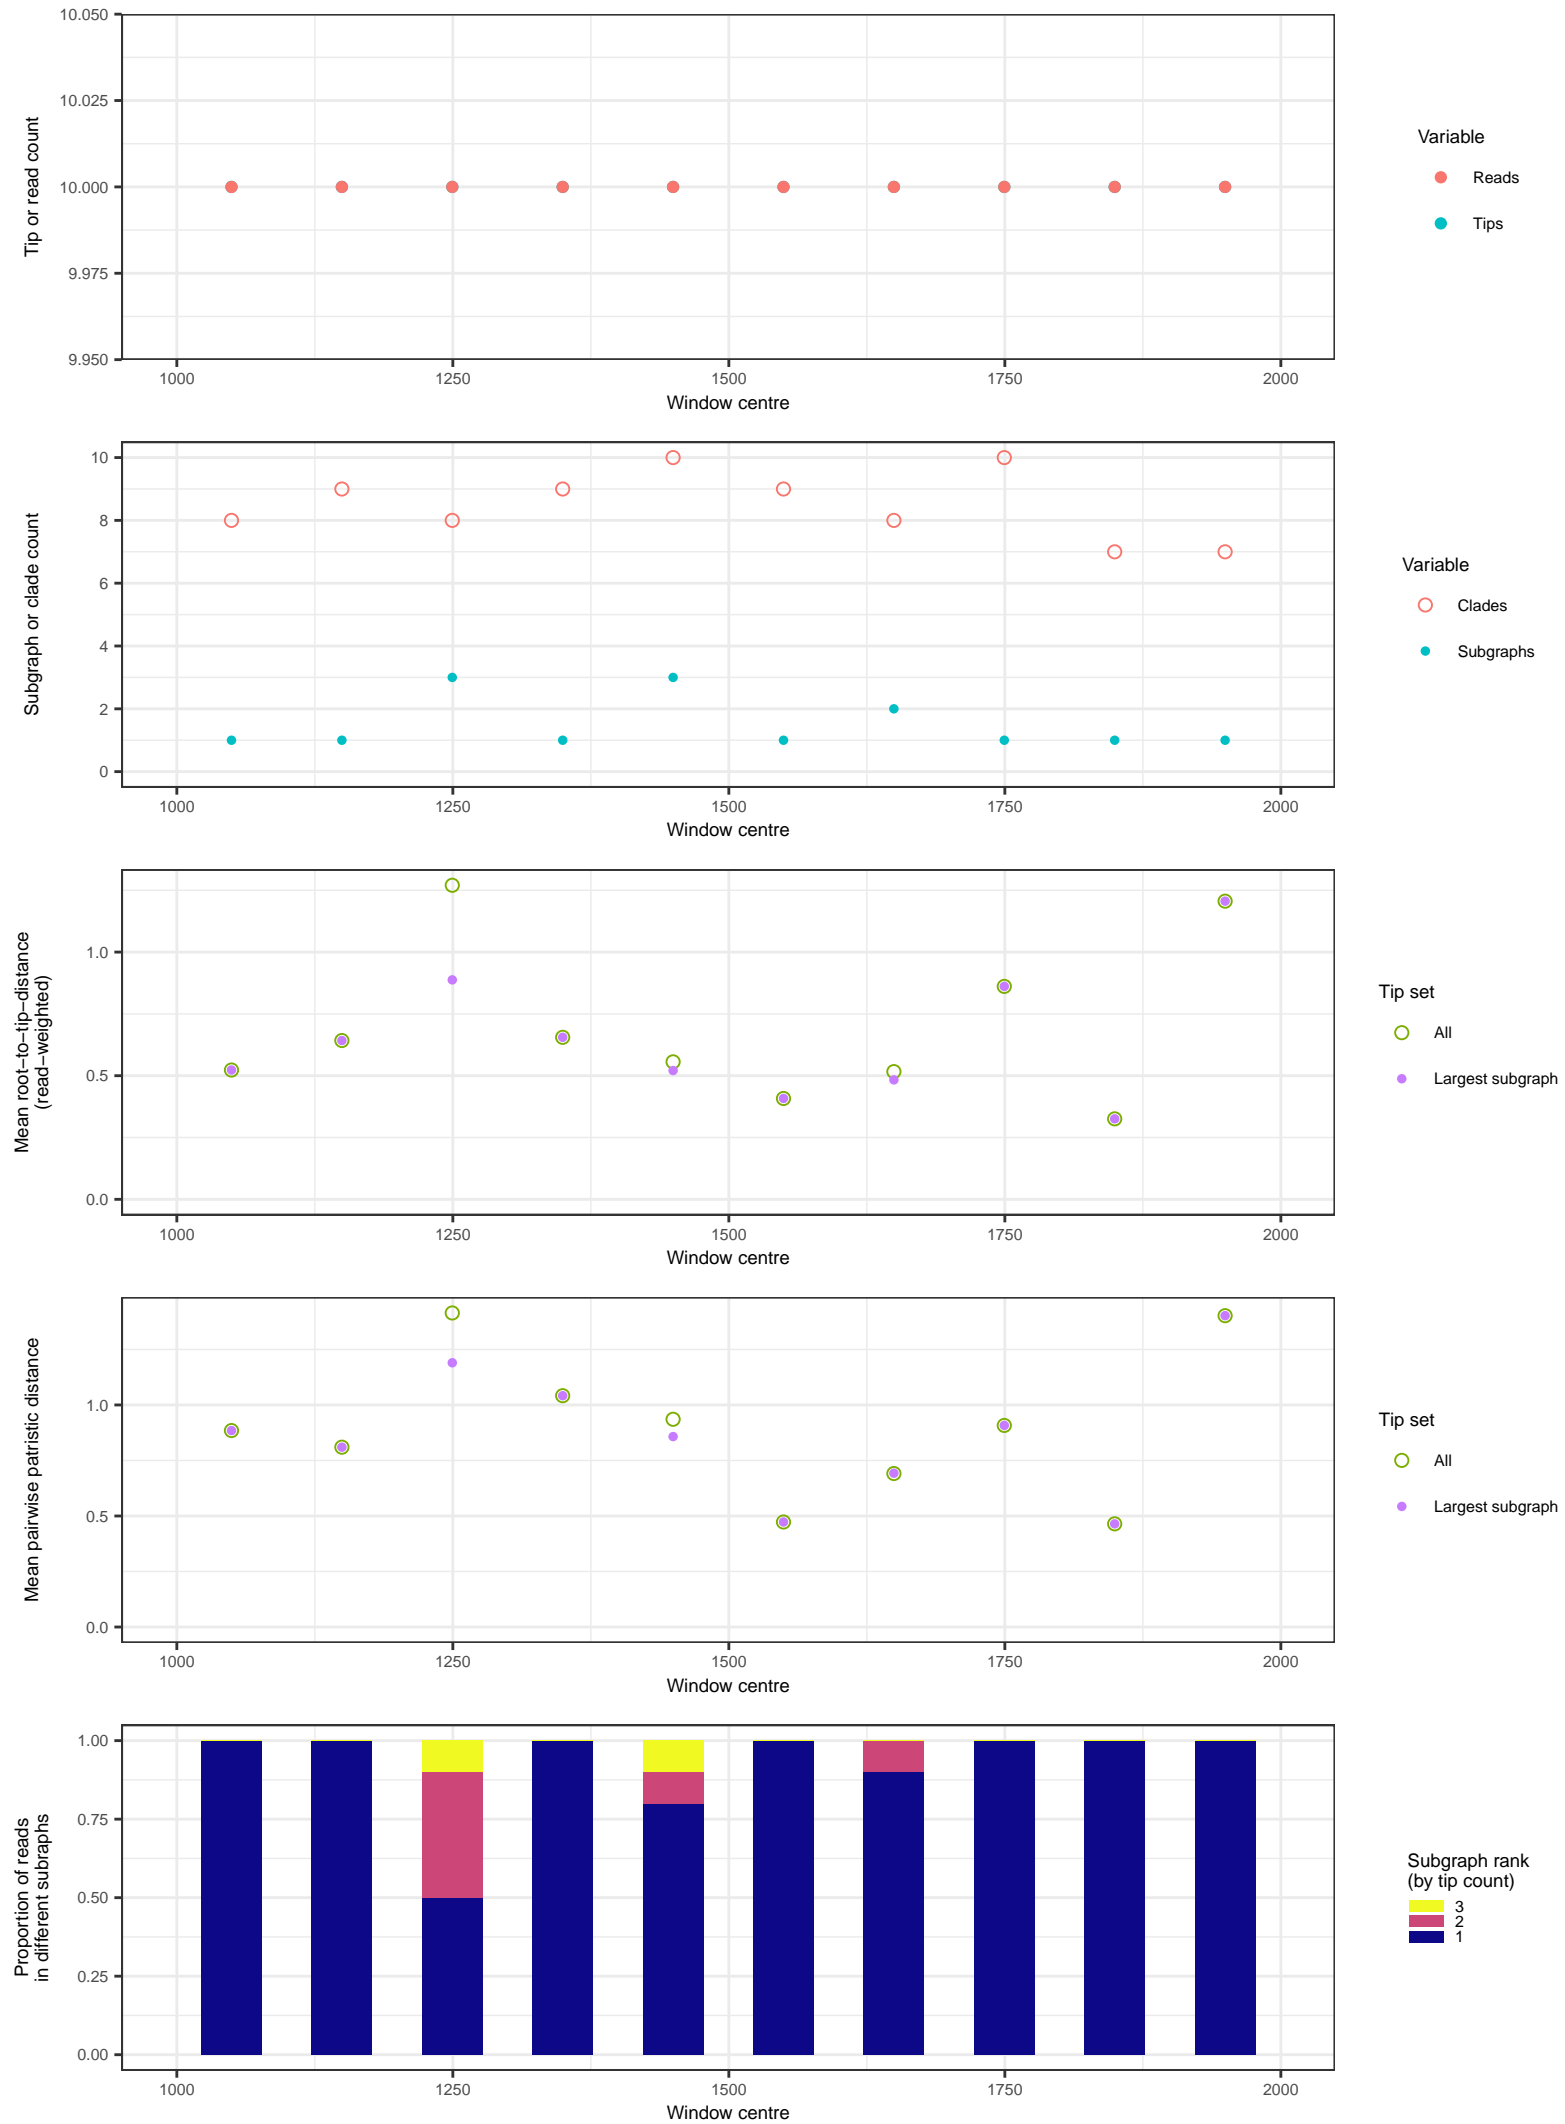 10.050
10.025
10.000
9.975
9.950
Tip or read count
1000 1250 1500 1750 2000
Window centre
Variable
Reads
Tips
10
8
6
4
2
0
Subgraph or clade count
1000 1250 1500 1750 2000
Window centre
Variable
Clades
Subgraphs
1.0
0.5
0.0
Mean root−to−tip−distance
(read−weighted)
1000 1250 1500 1750 2000
Window centre
Tip set
All
Largest subgraph
1.0
0.5
0.0
Mean pairwise patristic distance
1000 1250 1500 1750 2000
Window centre
Tip set
All
Largest subgraph
1.00
0.75
0.50
0.25
0.00
Proportion of reads
in different subraphs
1000 1250 1500 1750 2000
Window centre
Subgraph rank
(by tip count)
3
2
1